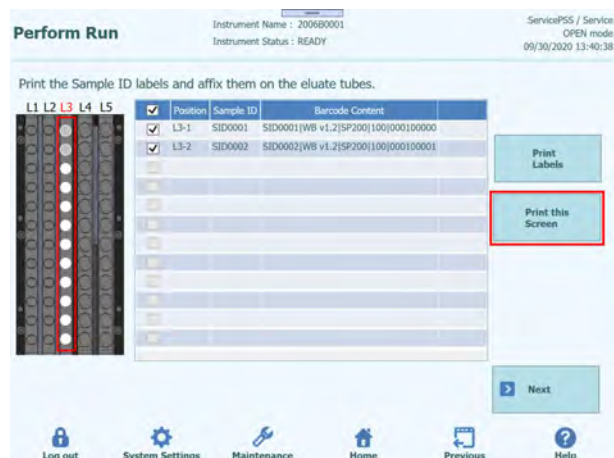 Perform Run
Instrument Name : 2006B0001
Instrument Status : READY
ServicePSS / Service
OPEN mode
09/30/2020 13:40:38
Print the Sample ID labels and affix them on the eluate tubes.
L1 L2 L3 L4 L5
Position Sample ID Barcode Content
L3-1 SID0001 SID0001|WB v1.2|SP200|100|000100000
L3-2 SID0002 SID0002|WB v1.2|SP200|100|000100001
Print
Labels
Print this
Screen
Next
Log out System Settings Maintenance Home Previous Help